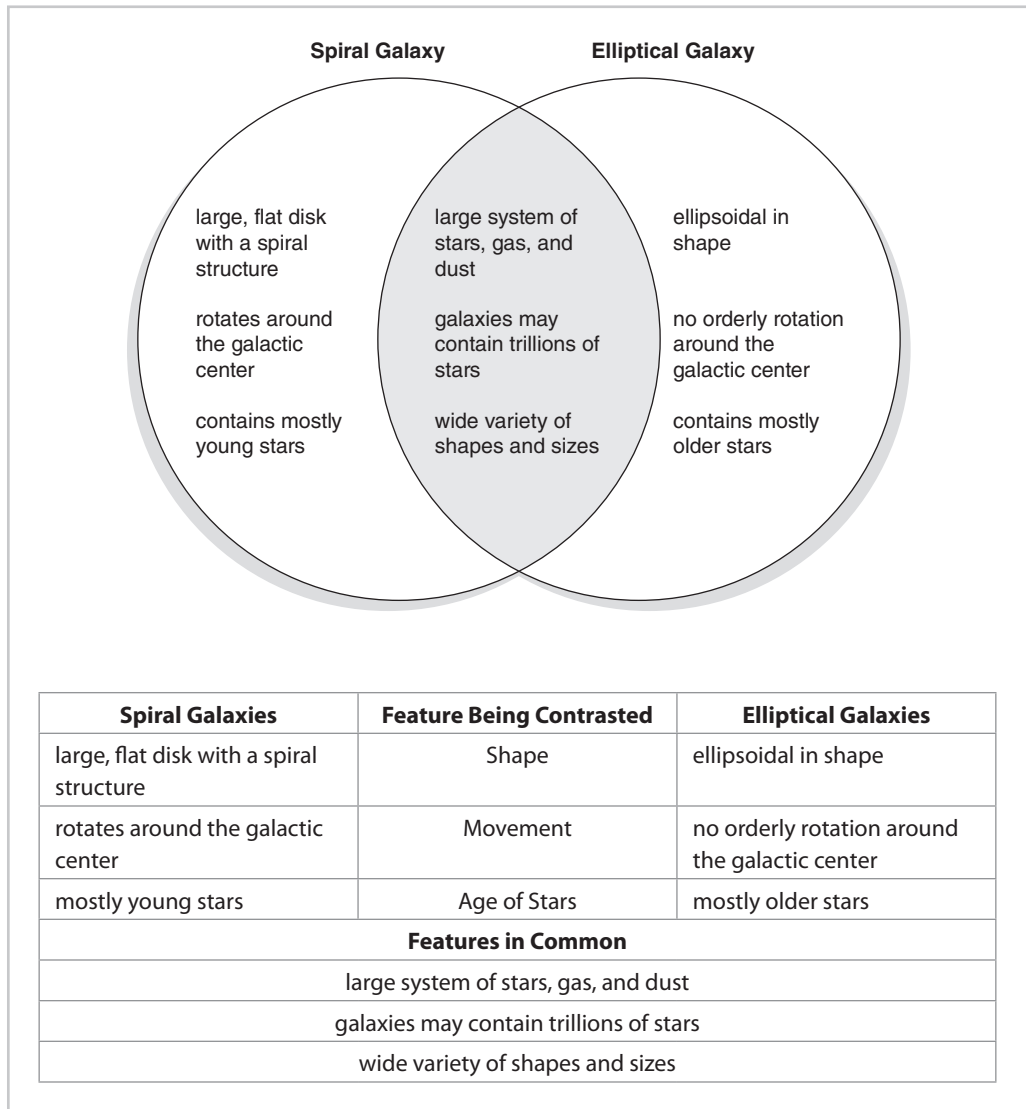 Spiral Galaxy
Elliptical Galaxy
large, flat disk
with a spiral
structure
rotates around
the galactic
center
contains mostly
young stars
large system of
stars, gas, and
dust
galaxies may
contain trillions of
stars
wide variety of
shapes and sizes
ellipsoidal in
shape
no orderly rotation
around the
galactic center
contains mostly
older stars
Spiral Galaxies
Feature Being Contrasted
Elliptical Galaxies
large, flat disk with a spiral
structure
Shape
ellipsoidal in shape
rotates around the galactic
center
Movement
no orderly rotation around
the galactic center
mostly young stars
Age of Stars
mostly older stars
Features in Common
large system of stars, gas, and dust
galaxies may contain trillions of stars
wide variety of shapes and sizes